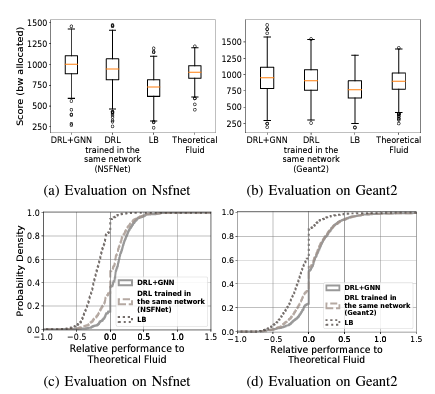 Score (bw allocated)
1500
1250
1000
750
500
250
DRL+GNN
DRL
trained in the
same network
(NSFNet)
LB
Theoretical
Fluid
1500
1250
1000
750
500
250
DRL+GNN
DRL
trained in the
same network
(Geant2)
LB
Theoretical
Fluid
(a) Evaluation on Nsfnet
(b) Evaluation on Geant2
Probability Density
1.0
0.8
0.6
0.4
0.2
0.0
DRL+GNN
DRL trained in
the same network
(NSFNet)
LB
−1.0 −0.5 0.0 0.5 1.0 1.5
Relative performance to
Theoretical Fluid
1.0
0.8
0.6
0.4
0.2
0.0
DRL+GNN
DRL trained in
the same network
(Geant2)
LB
−1.0 −0.5 0.0 0.5 1.0 1.5
Relative performance to
Theoretical Fluid
(c) Evaluation on Nsfnet
(d) Evaluation on Geant2